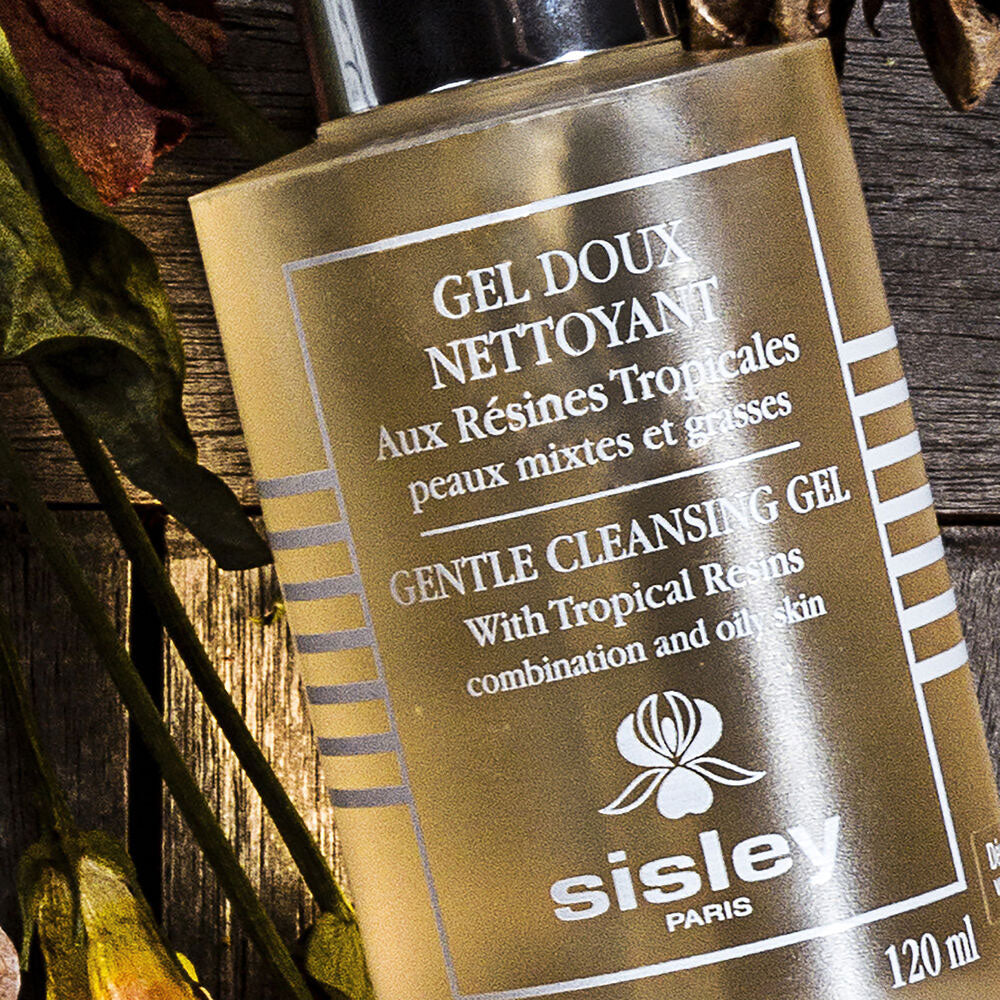 GEL DOUX
NETTOYANT
Aux Résines Tropicales
peaux mixtes et grasses
GENTLE CLEANSING GEL
With Tropical Resins
combination and oily skin
sisley
PARIS
120 ml